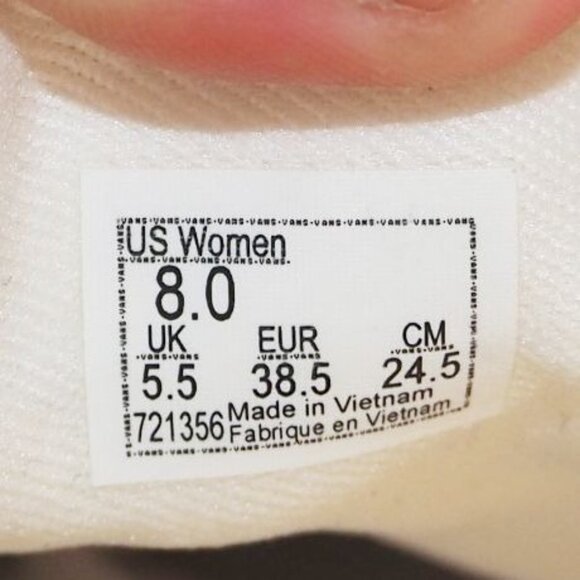 US Women
8.0
UK EUR CM
5.5 38.5 24.5
721356 Made in Vietnam
Fabrique en Vietnam